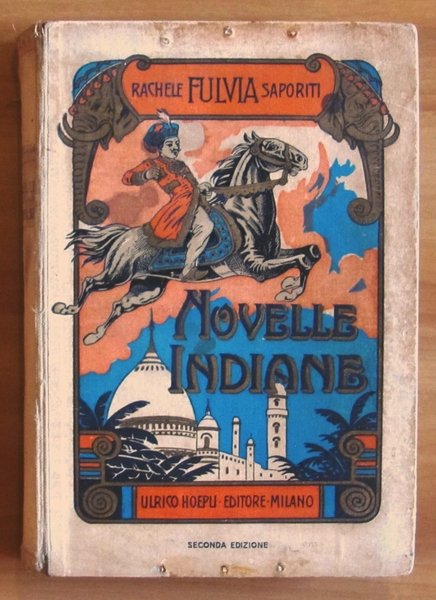 RACHELE FULVIA SAPORITI
NOVELLE
INDIANE
ULRICO HOEPLI·EDITORE·MILANO
SECONDA EDIZIONE